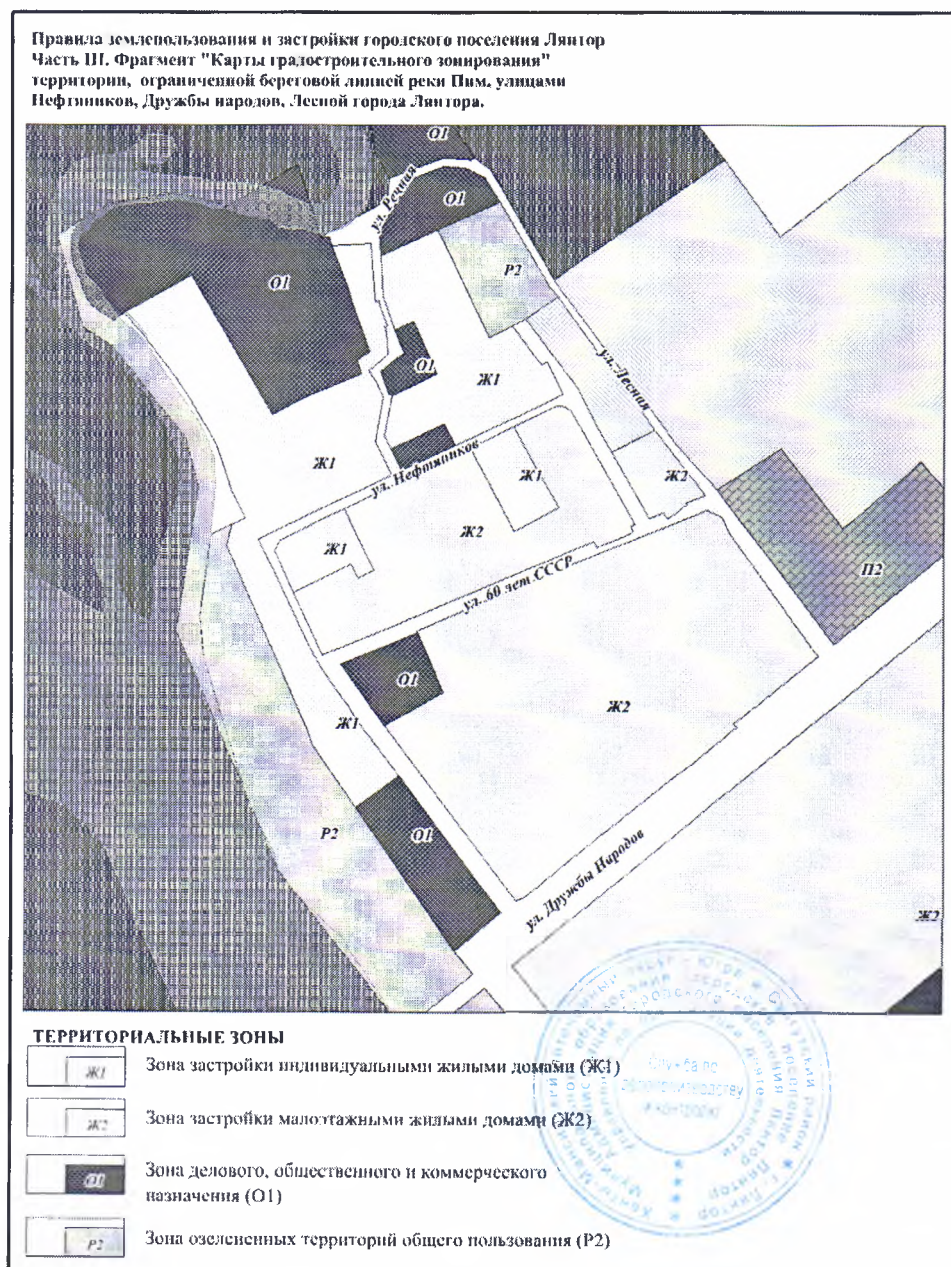 Правила землепользования и застройки городского поселения Лянтор
Часть III. Фрагмент "Карты градостроительного зонирования"
территории, ограниченной береговой линией реки Пим, улицами
Нефтяников, Дружбы народов, Лесной города Лянтора.
О1
ул. Речная
О1
Р2
О1
О1
Ж1
ул. Лесная
Ж1
ул. Нефтяников
Ж1
Ж2
Ж2
Ж1
П2
ул. 60 лет СССР
О1
Ж2
Ж1
Р2
О1
ул. Дружбы Народов
Ж2
ТЕРРИТОРИАЛЬНЫЕ ЗОНЫ
Ж1 Зона застройки индивидуальными жилыми домами (Ж1)
Ж2 Зона застройки малоэтажными жилыми домами (Ж2)
О1 Зона делового, общественного и коммерческого
назначения (О1)
Р2 Зона озелененных территорий общего пользования (Р2)
Служба по
делопроизводству
и контролю